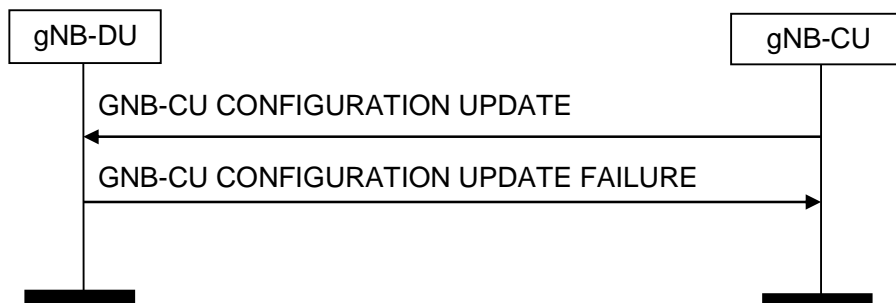 gNB-DU
gNB-CU
GNB-CU CONFIGURATION UPDATE
GNB-CU CONFIGURATION UPDATE FAILURE